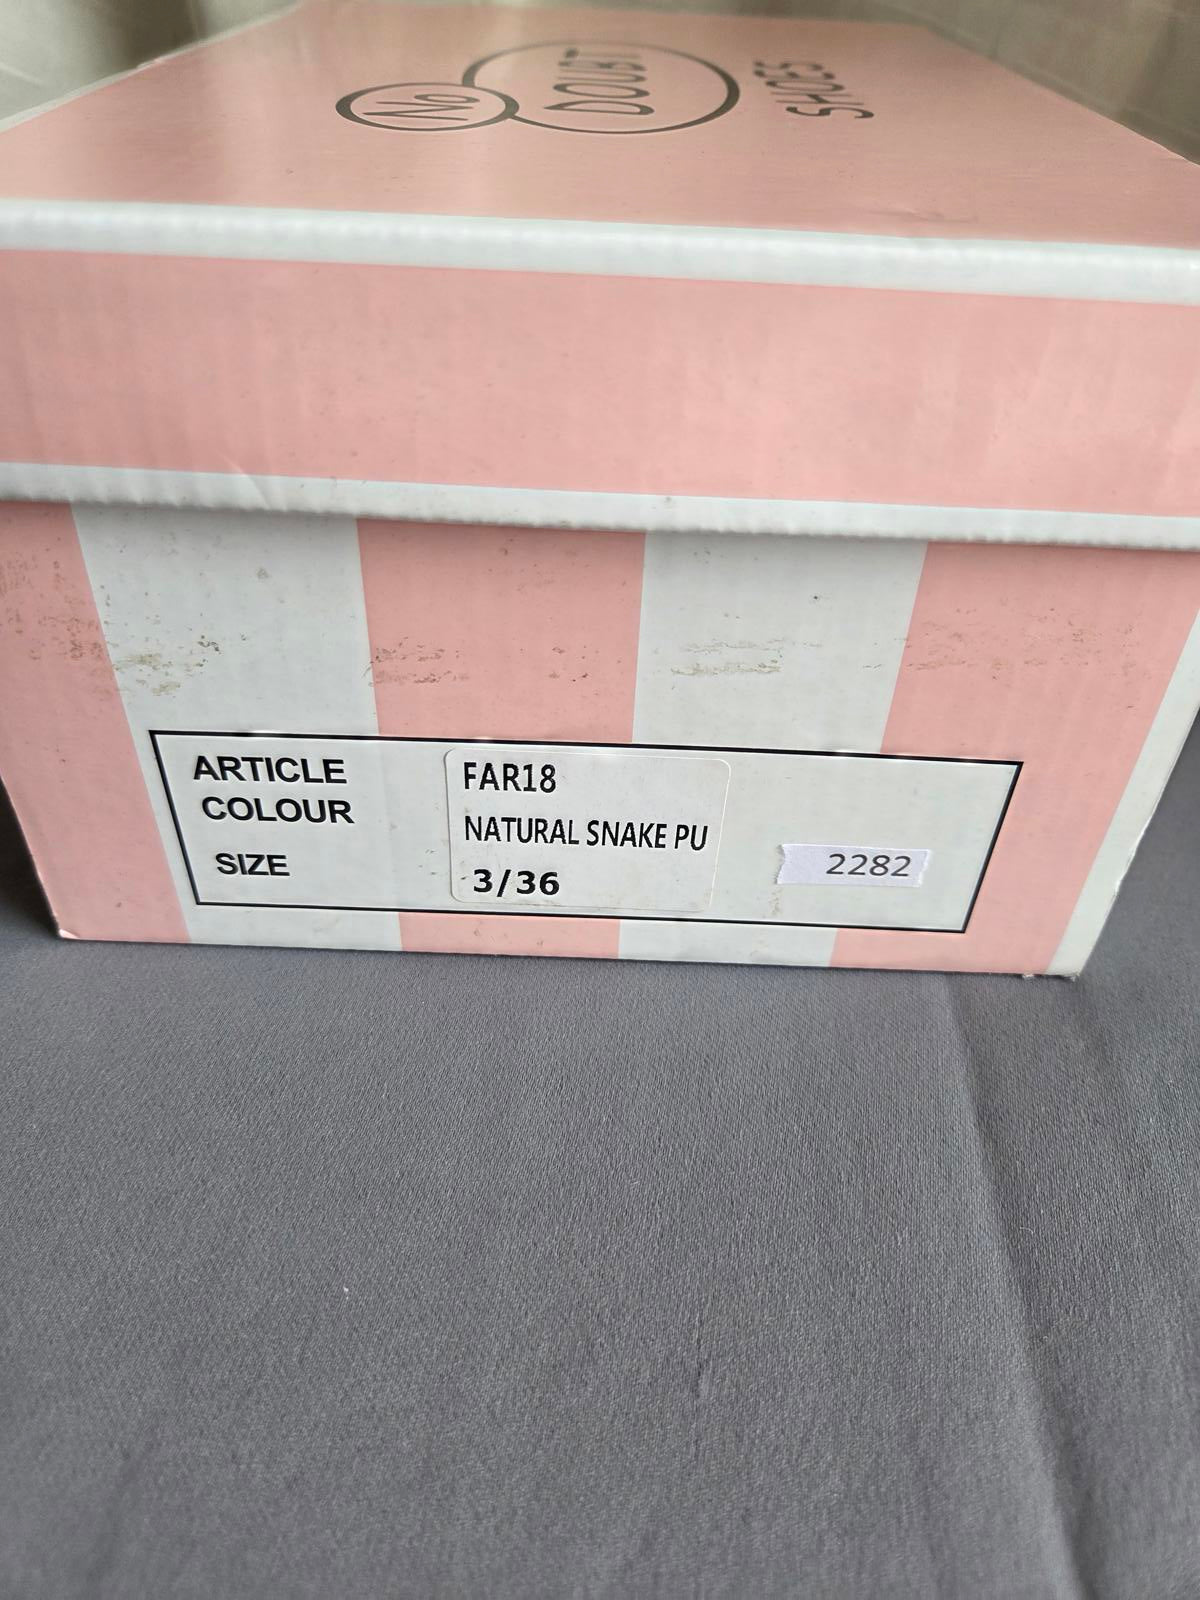 No
DOUBT
SHOES
ARTICLE FAR18
COLOUR NATURAL SNAKE PU
SIZE 3/36
2282